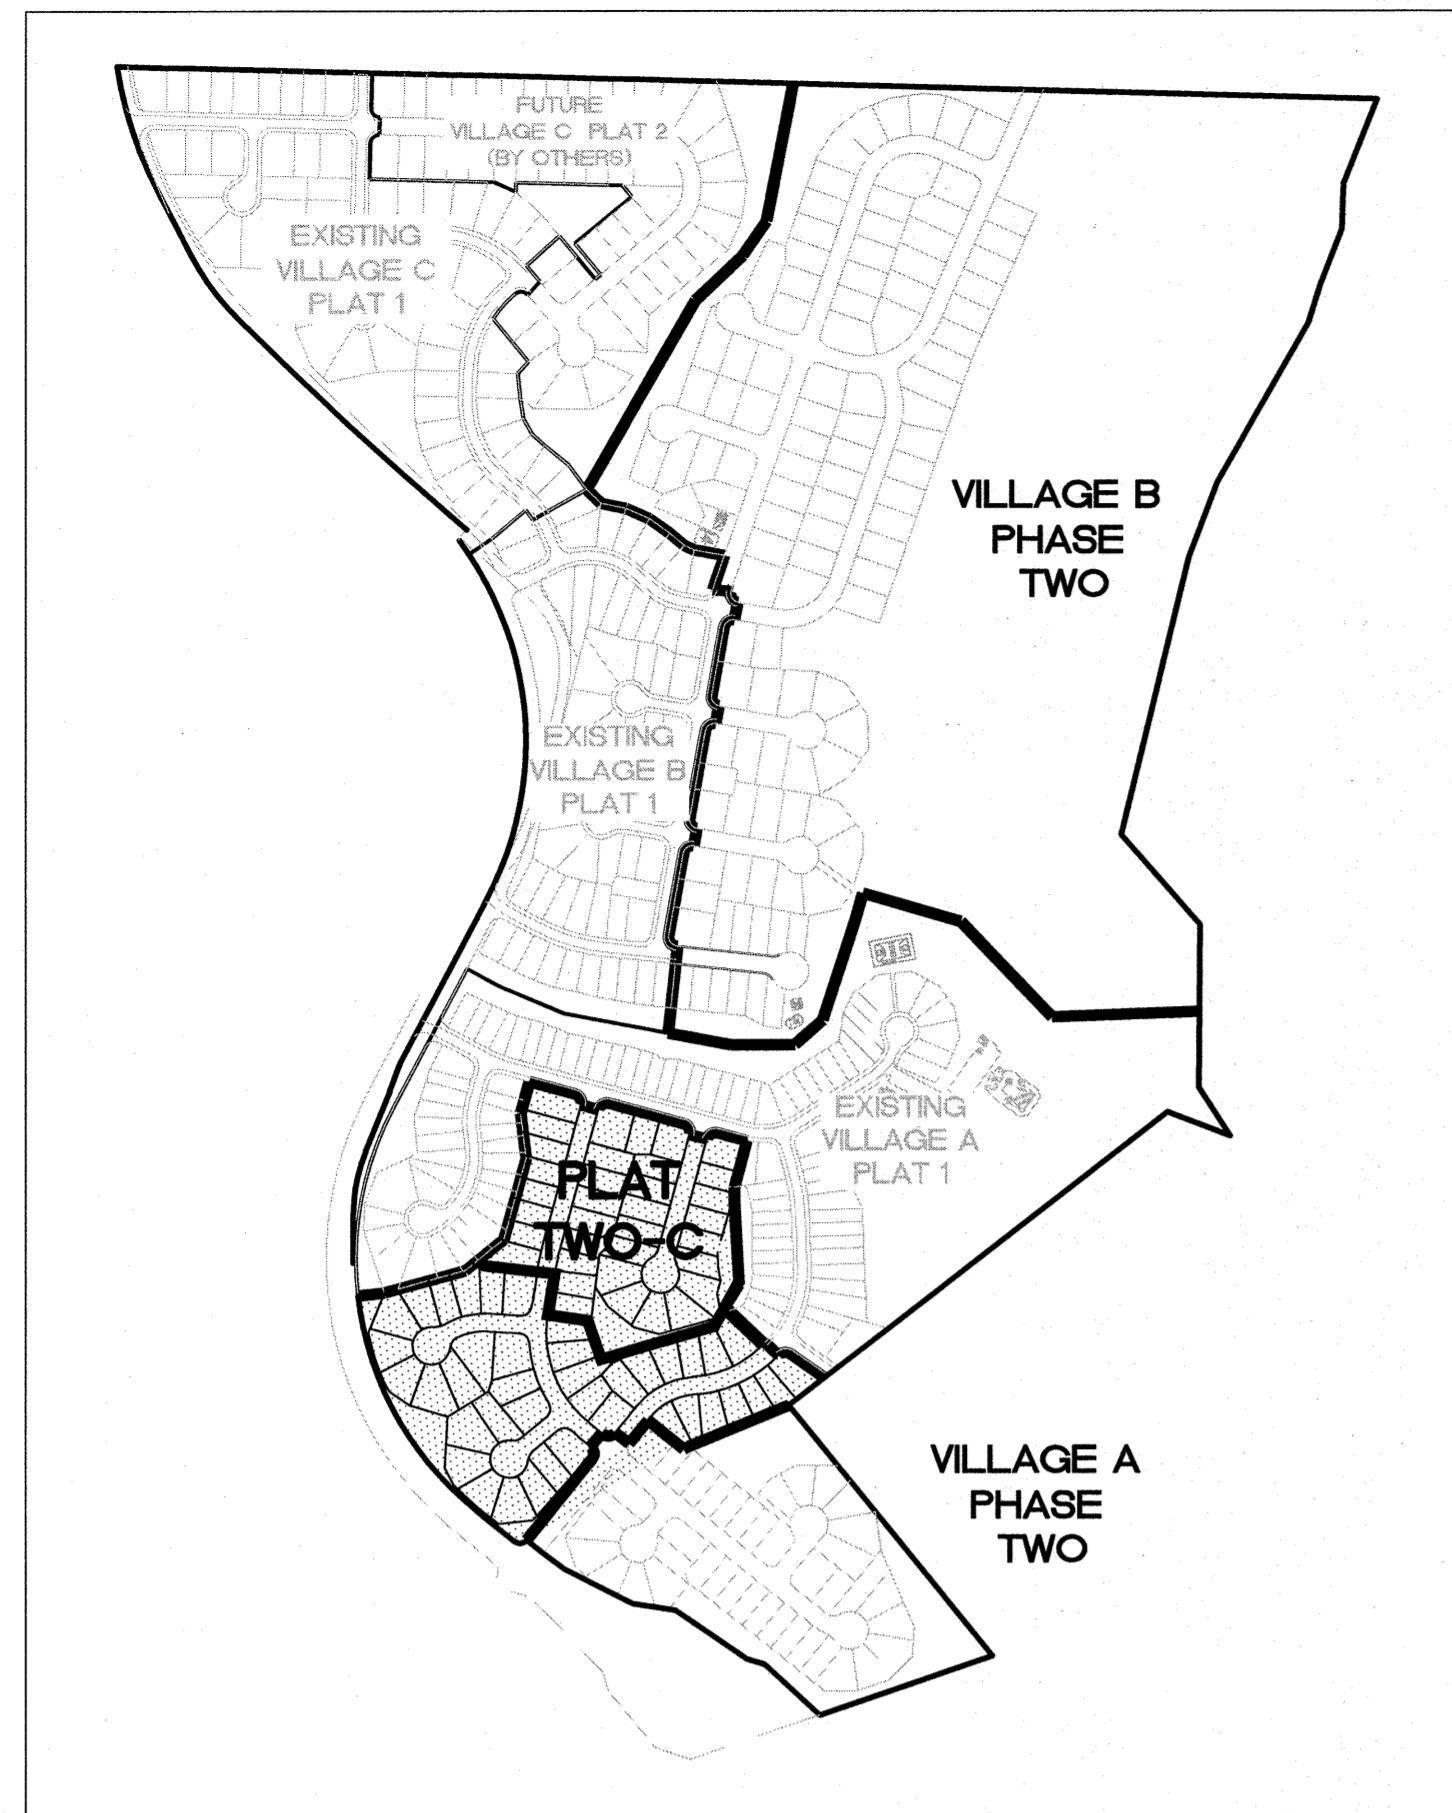 FUTURE
VILLAGE C PLAT 2
(BY OTHERS)
EXISTING
VILLAGE C
PLAT 1
VILLAGE B
PHASE
TWO
EXISTING
VILLAGE B
PLAT 1
EXISTING
VILLAGE A
PLAT 1
PLAT
TWO-C
VILLAGE A
PHASE
TWO